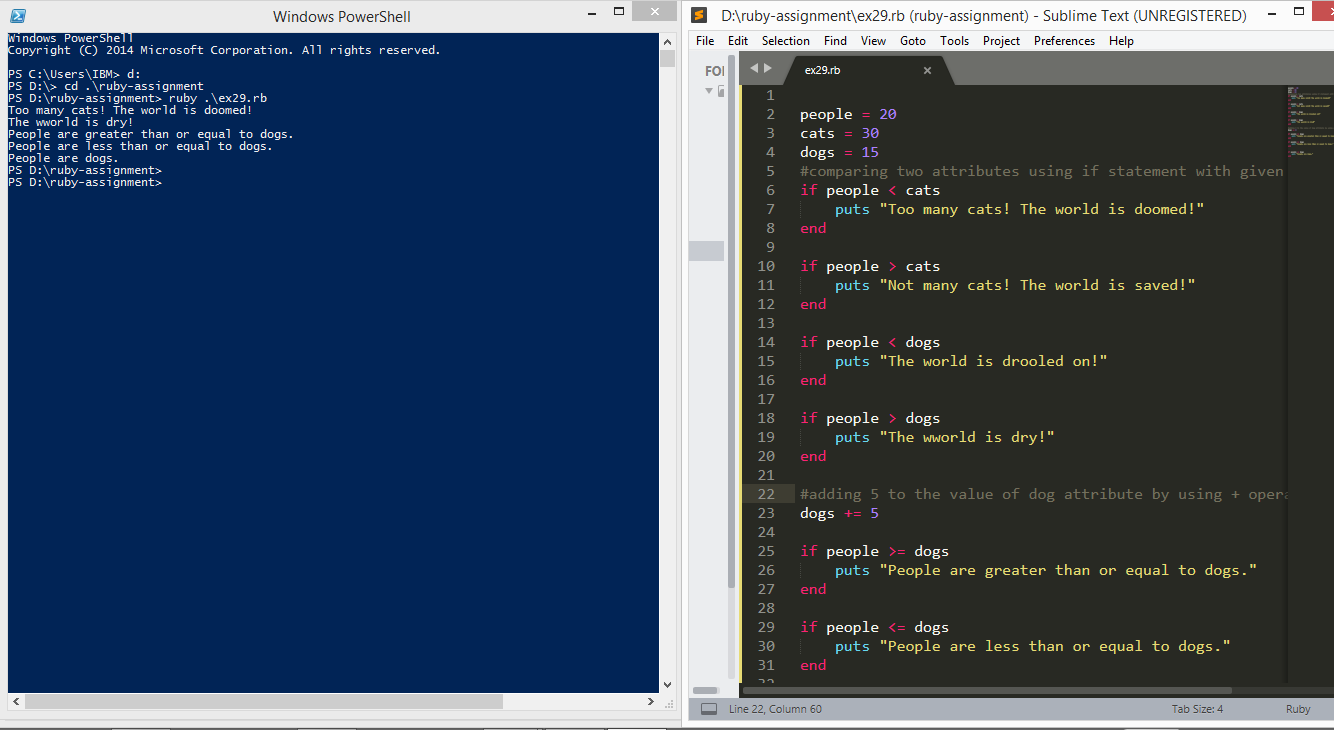 Windows PowerShell
Windows PowerShell
Copyright (C) 2014 Microsoft Corporation. All rights reserved.
PS C:\Users\IBM> d:
PS D:\> cd .\ruby-assignment
PS D:\ruby-assignment> ruby .\ex29.rb
Too many cats! The world is doomed!
The wworld is dry!
People are greater than or equal to dogs.
People are less than or equal to dogs.
People are dogs.
PS D:\ruby-assignment>
PS D:\ruby-assignment>
D:\ruby-assignment\ex29.rb (ruby-assignment) - Sublime Text (UNREGISTERED)
File Edit Selection Find View Goto Tools Project Preferences Help
FOI
ex29.rb
1
2 people = 20
3 cats = 30
4 dogs = 15
5 #comparing two attributes using if statement with given
6 if people < cats
7 puts "Too many cats! The world is doomed!"
8 end
9
10 if people > cats
11 puts "Not many cats! The world is saved!"
12 end
13
14 if people < dogs
15 puts "The world is drooled on!"
16 end
17
18 if people > dogs
19 puts "The wworld is dry!"
20 end
21
22 #adding 5 to the value of dog attribute by using + opera
23 dogs += 5
24
25 if people >= dogs
26 puts "People are greater than or equal to dogs."
27 end
28
29 if people <= dogs
30 puts "People are less than or equal to dogs."
31 end
32
Line 22, Column 60 Tab Size: 4 Ruby